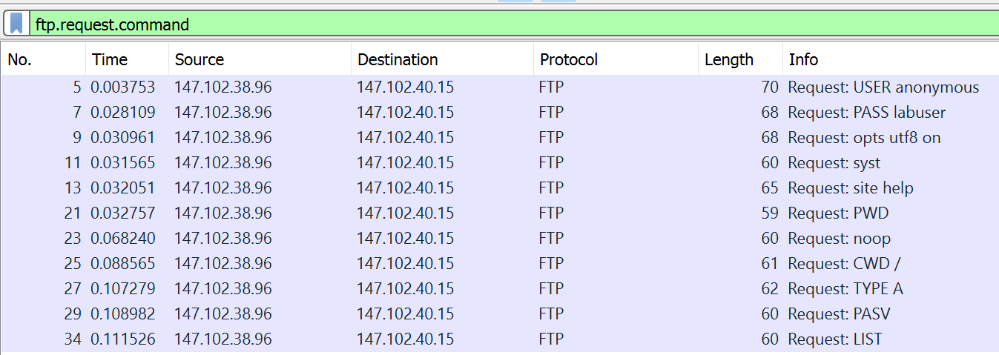 ftp.request.command
No. Time Source Destination Protocol Length Info
5 0.003753 147.102.38.96 147.102.40.15 FTP 70 Request: USER anonymous
7 0.028109 147.102.38.96 147.102.40.15 FTP 68 Request: PASS labuser
9 0.030961 147.102.38.96 147.102.40.15 FTP 68 Request: opts utf8 on
11 0.031565 147.102.38.96 147.102.40.15 FTP 60 Request: syst
13 0.032051 147.102.38.96 147.102.40.15 FTP 65 Request: site help
21 0.032757 147.102.38.96 147.102.40.15 FTP 59 Request: PWD
23 0.068240 147.102.38.96 147.102.40.15 FTP 60 Request: noop
25 0.088565 147.102.38.96 147.102.40.15 FTP 61 Request: CWD /
27 0.107279 147.102.38.96 147.102.40.15 FTP 62 Request: TYPE A
29 0.108982 147.102.38.96 147.102.40.15 FTP 60 Request: PASV
34 0.111526 147.102.38.96 147.102.40.15 FTP 60 Request: LIST